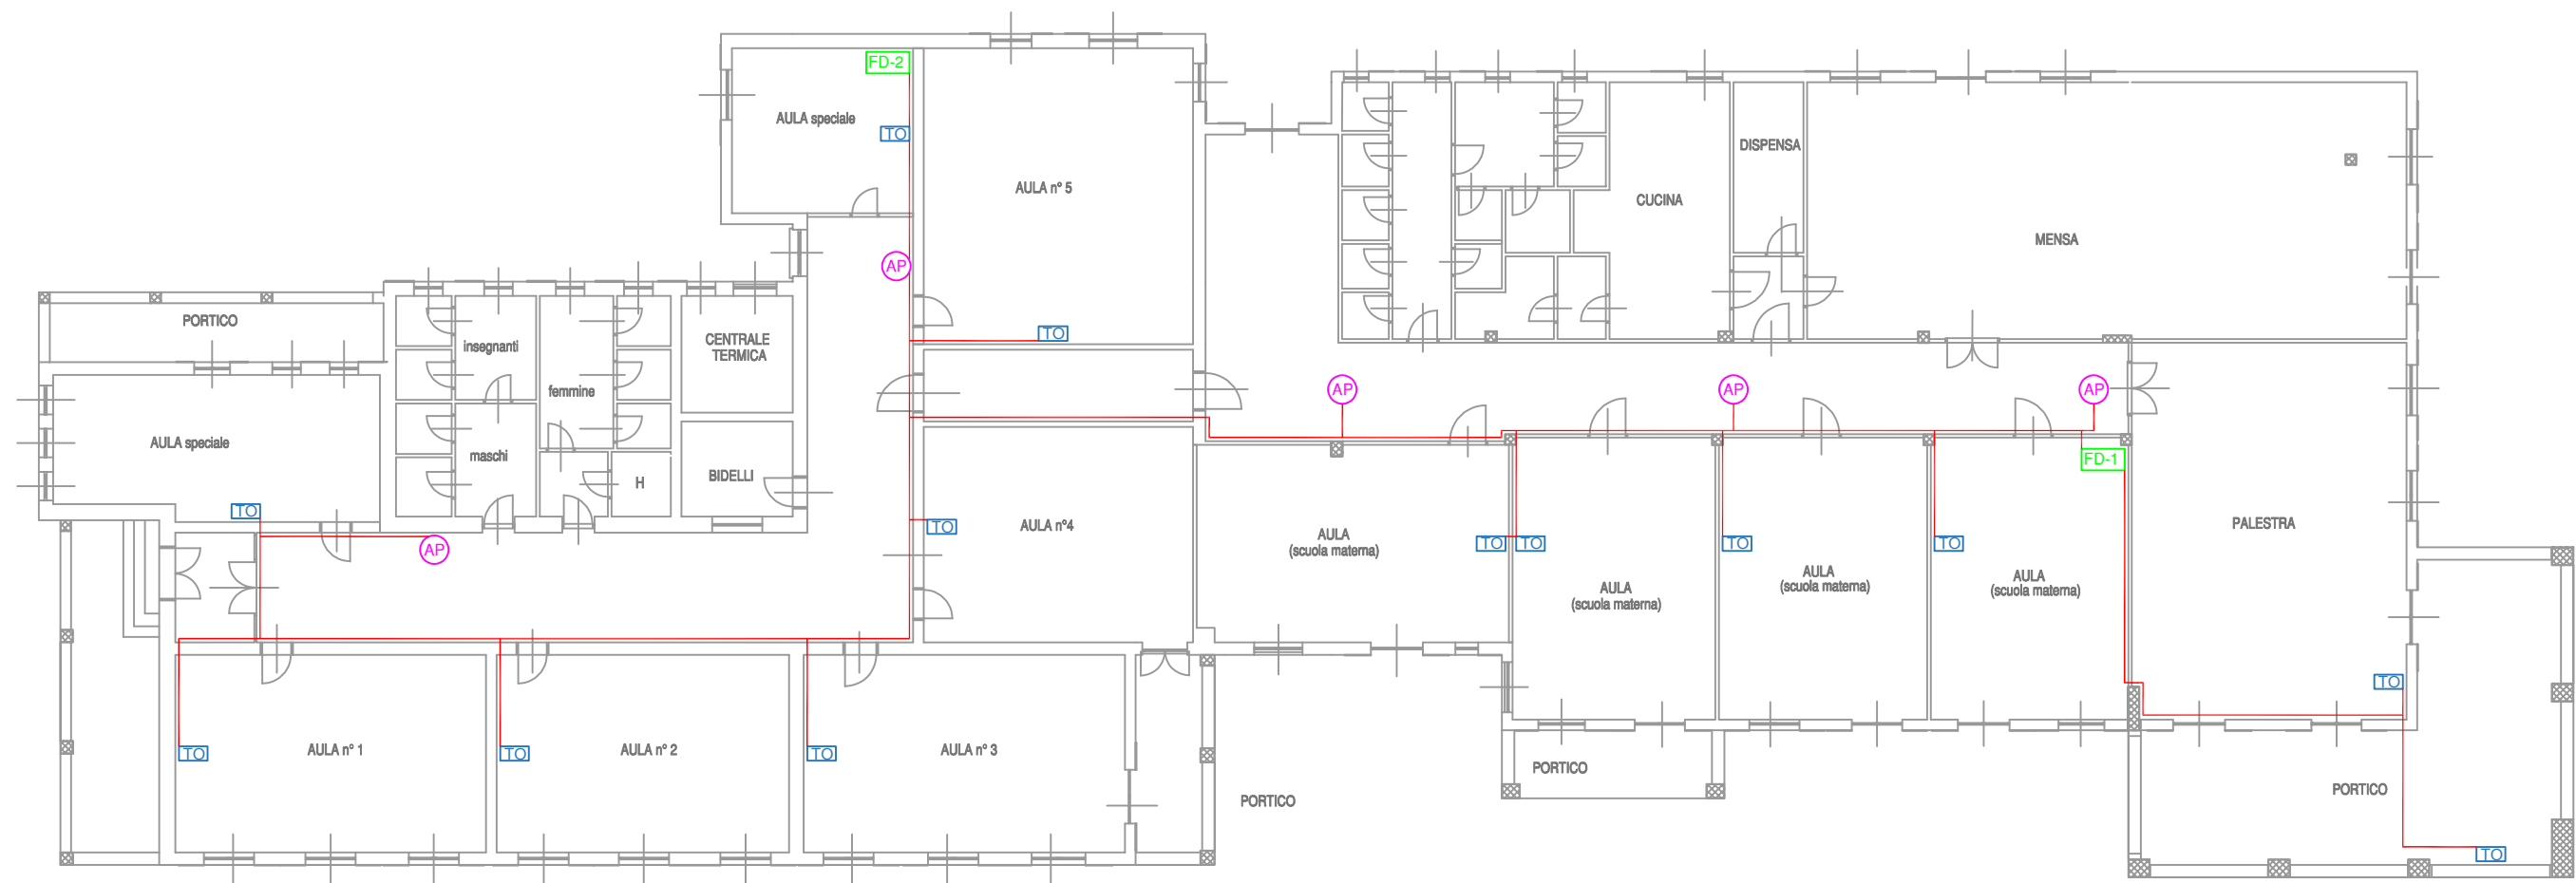 FD-2
AULA speciale
TO
AULA n° 5
DISPENSA
CUCINA
MENSA
AP
PORTICO
insegnanti
CENTRALE
TERMICA
TO
femmine
AP
AP
AP
AULA speciale
maschi
H
BIDELLI
FD-1
TO
AP
TO
AULA n°4
AULA
(scuola materna)
TO
TO
TO
TO
PALESTRA
AULA
(scuola materna)
AULA
(scuola materna)
AULA
(scuola materna)
TO
TO
AULA n° 1
TO
AULA n° 2
TO
AULA n° 3
PORTICO
PORTICO
PORTICO
TO